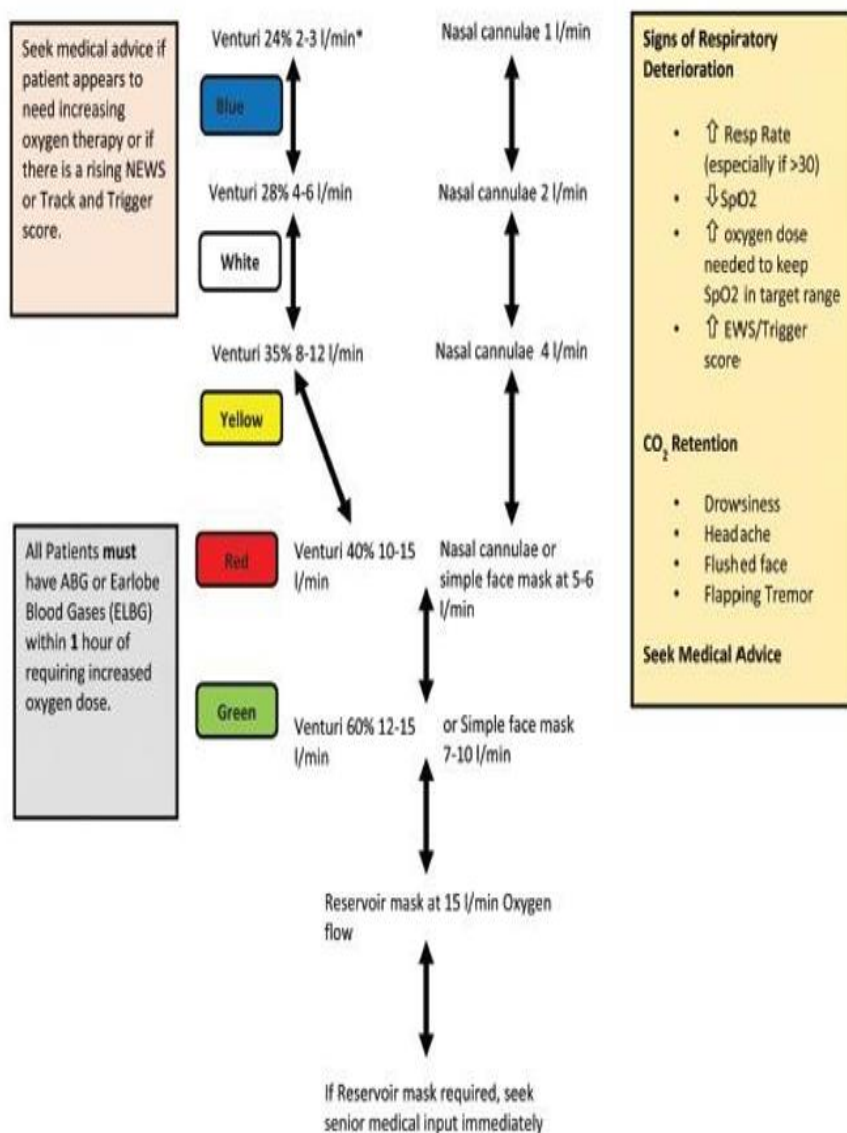 Seek medical advice if
patient appears to
need increasing
oxygen therapy or if
there is a rising NEWS
or Track and Trigger
score.
Venturi 24% 2-3 l/min*
Nasal cannulae 1 l/min
Blue
Venturi 28% 4-6 l/min
Nasal cannulae 2 l/min
White
Venturi 35% 8-12 l/min
Nasal cannulae 4 l/min
Yellow
All Patients must
have ABG or Earlobe
Blood Gases (ELBG)
within 1 hour of
requiring increased
oxygen dose.
Red
Venturi 40% 10-15
l/min
Nasal cannulae or
simple face mask at 5-6
l/min
Green
Venturi 60% 12-15
l/min
or Simple face mask
7-10 l/min
Reservoir mask at 15 l/min Oxygen
flow
If Reservoir mask required, seek
senior medical input immediately
Signs of Respiratory
Deterioration
• ⇧ Resp Rate
(especially if >30)
• ⇩ SpO2
• ⇧ oxygen dose
needed to keep
SpO2 in target range
• ⇧ EWS/Trigger
score
CO₂ Retention
• Drowsiness
• Headache
• Flushed face
• Flapping Tremor
Seek Medical Advice